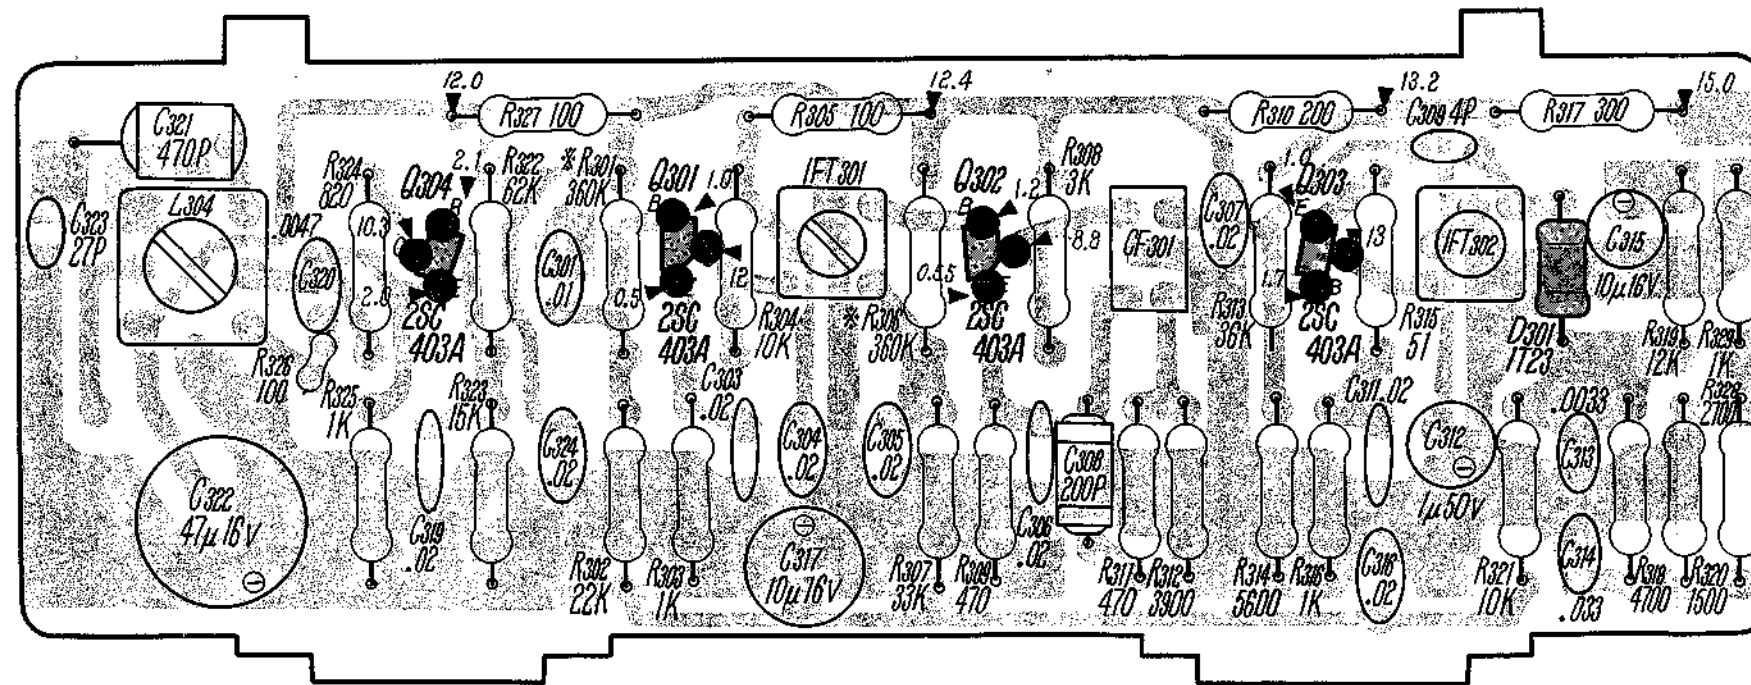 12.0
12.4
13.2
15.0
C321
470P
R327 100
R305 100
R310 200
C309 4P
R317 300
R324
820
Q304
2.1
R322
62K
※R301
360K
Q301
1.0
IFT301
Q302
1.2
R308
3K
1.0
Q303
L304
C323
27P
.0047
10.3
B
C320
2.0
E
2SC
403A
C301
.01
B
0.5
12
2SC
403A
R304
10K
※R306
360K
B
0.55
8.8
2SC
403A
CF301
C307
.02
E
13
1.7
B
R313
36K
2SC
403A
R315
51
IFT302
D301
1T23
C315
10μ16V
R319
12K
R329
1K
R326
100
R325
1K
R323
15K
C303
.02
C311 .02
.0033
R328
2700
C322
47μ16V
C319
.02
C324
.02
C304
.02
C305
.02
C308
200P
C312
1μ50V
C313
R302
22K
R303
1K
C317
10μ16V
R307
33K
R309
470
C306
.02
R317
470
R312
3900
R314
5600
R316
1K
C316
.02
R321
10K
C314
.033
R318
4700
R320
1500